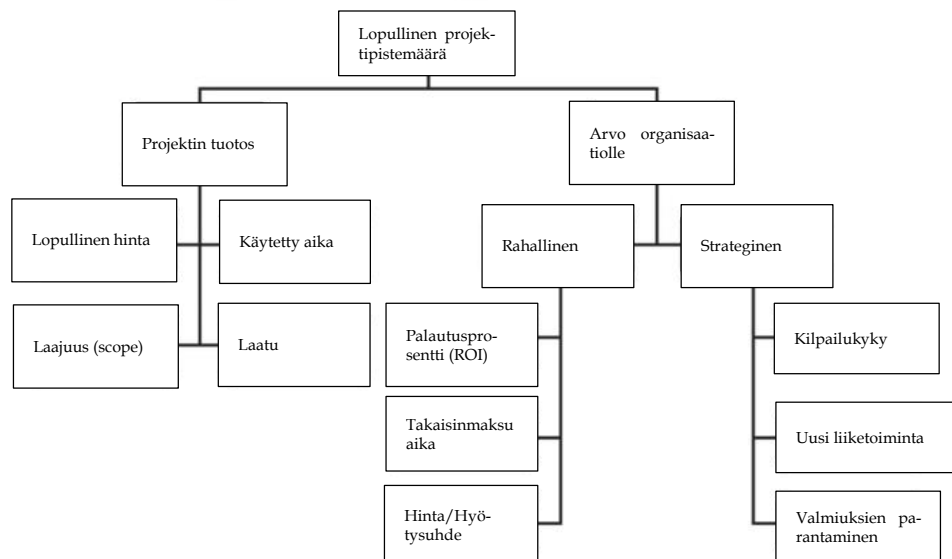 Lopullinen projek-
tipistemäärä
Projektin tuotos
Arvo organisaa-
tiolle
Lopullinen hinta
Käytetty aika
Laajuus (scope)
Laatu
Rahallinen
Strateginen
Palautuspro-
sentti (ROI)
Takaisinmaksu
aika
Hinta/Hyö-
tysuhde
Kilpailukyky
Uusi liiketoiminta
Valmiuksien pa-
rantaminen